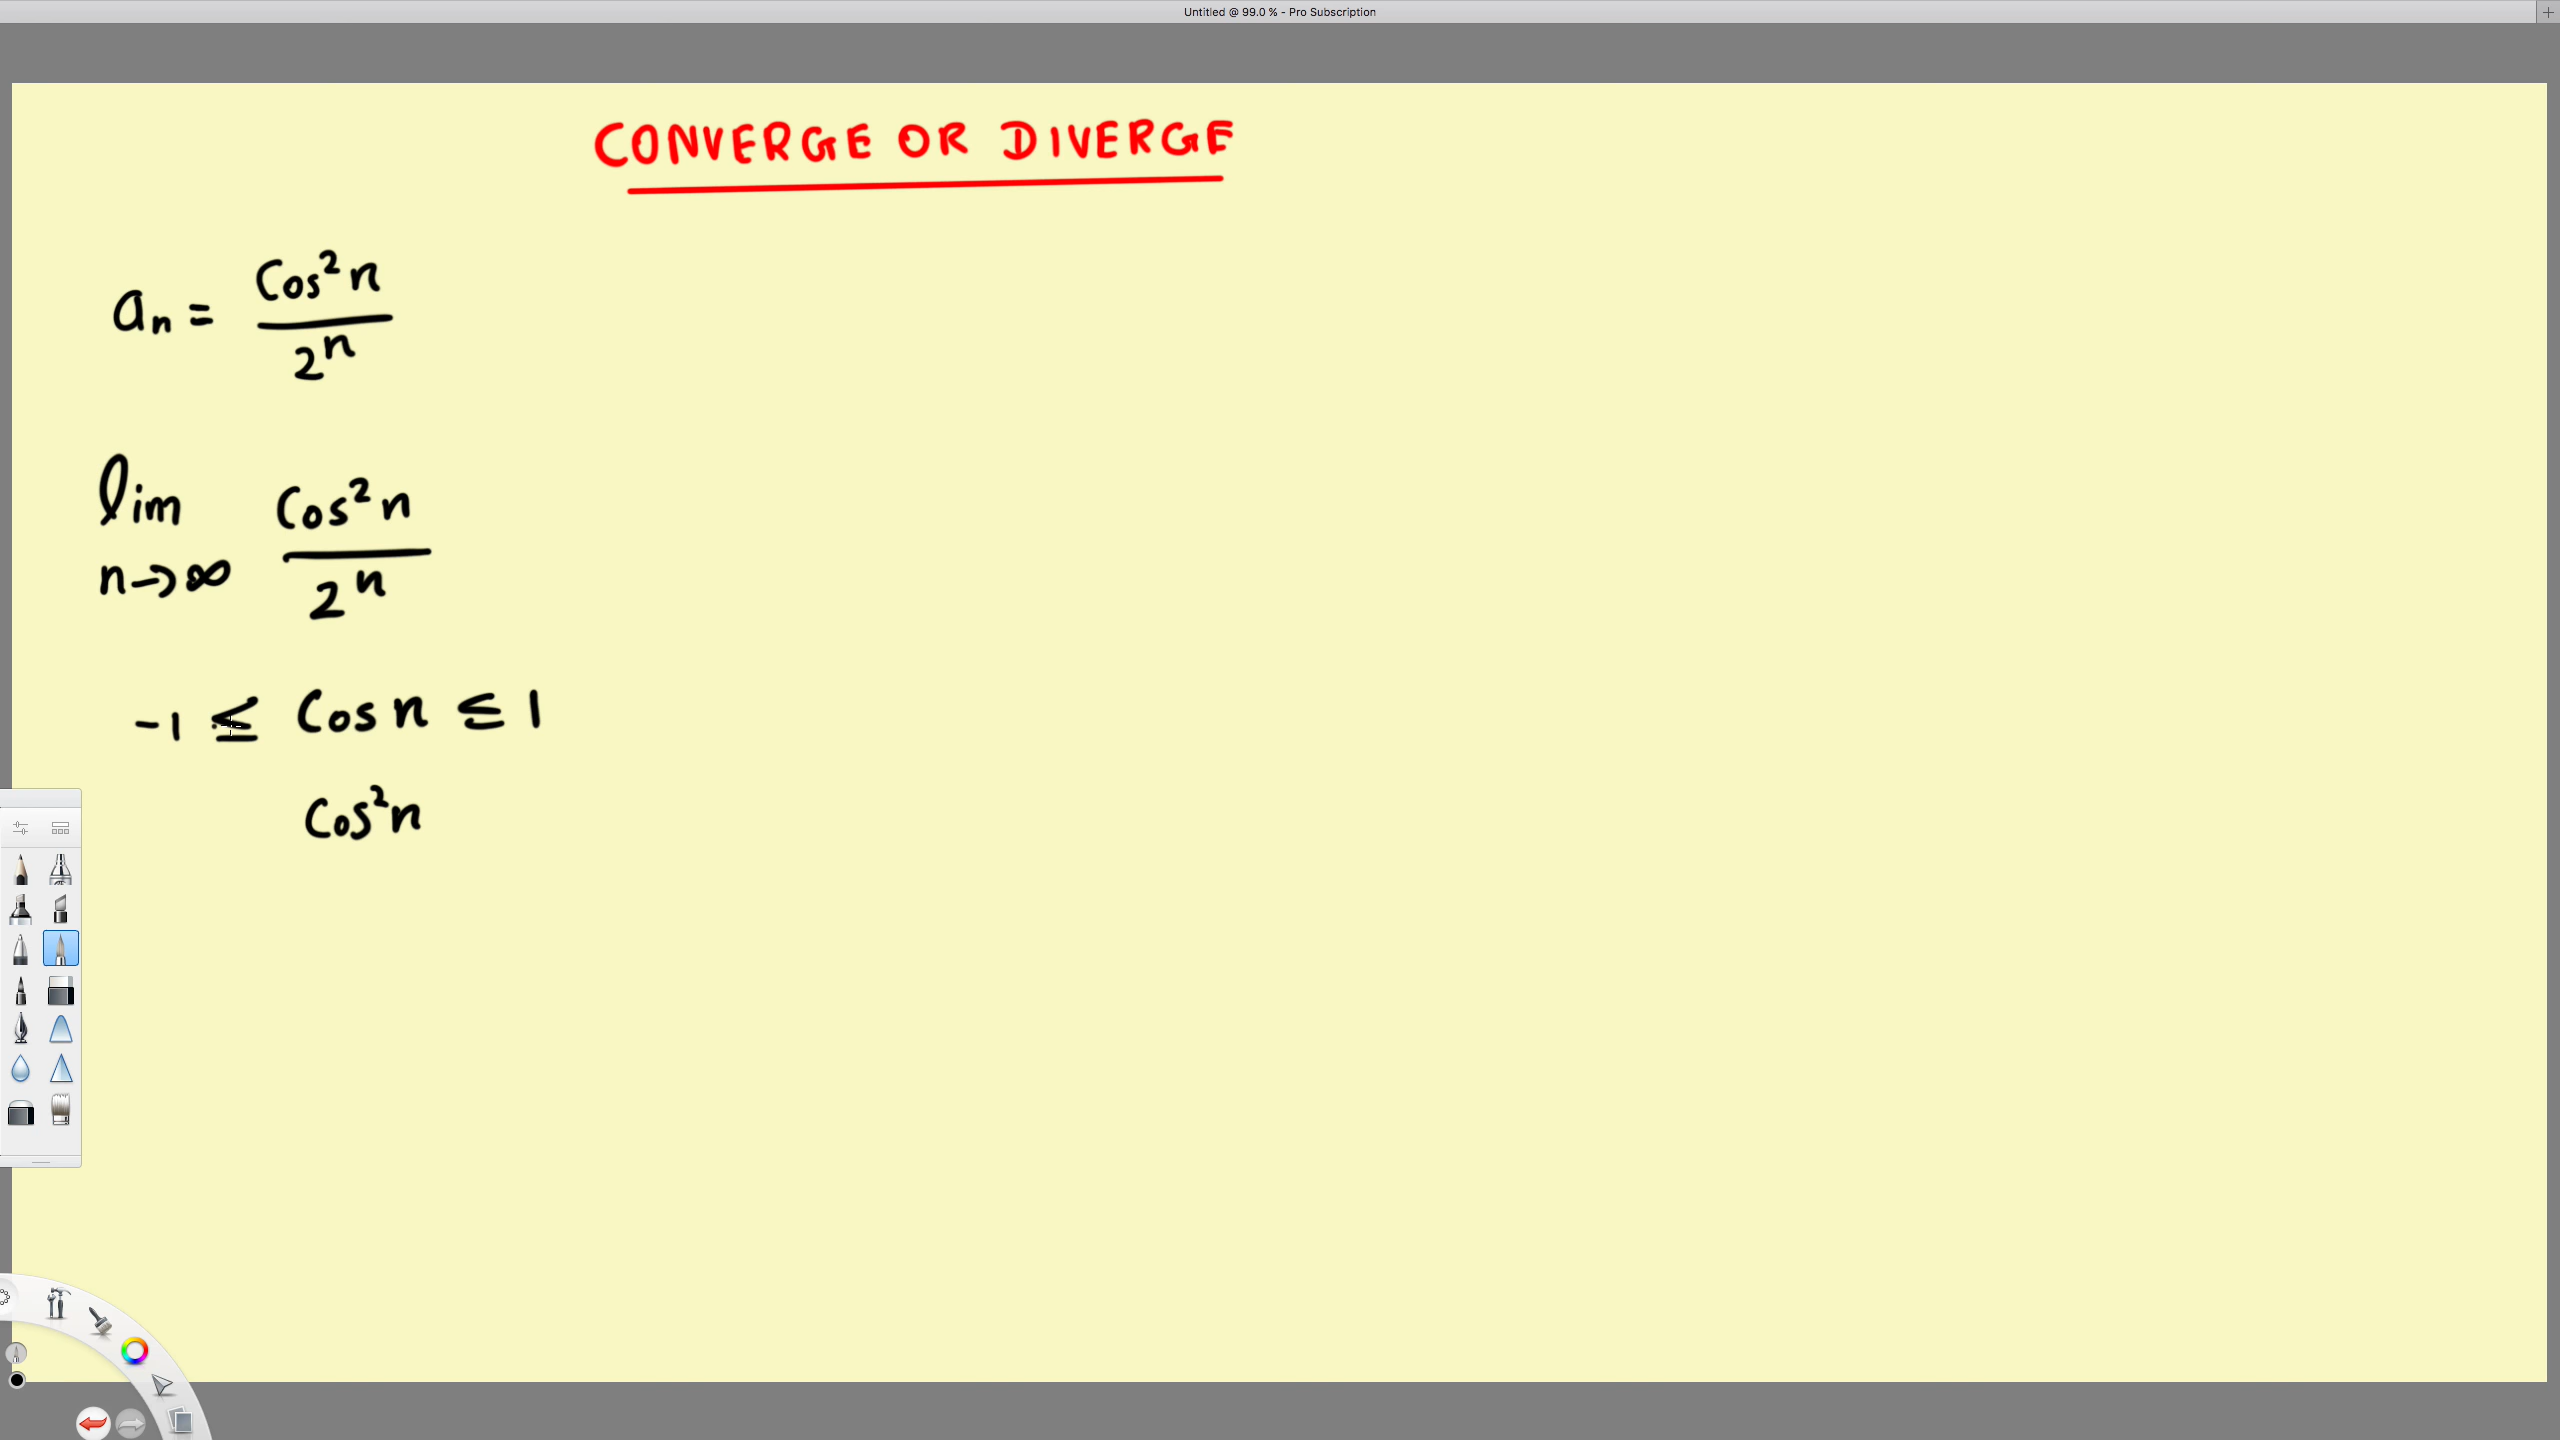 Untitled @ 99.0 % - Pro Subscription
CONVERGE OR DIVERGE
aₙ = Cos²n / 2ⁿ
lim n→∞ Cos²n / 2ⁿ
-1 ≤ Cos n ≤ 1
Cos²n